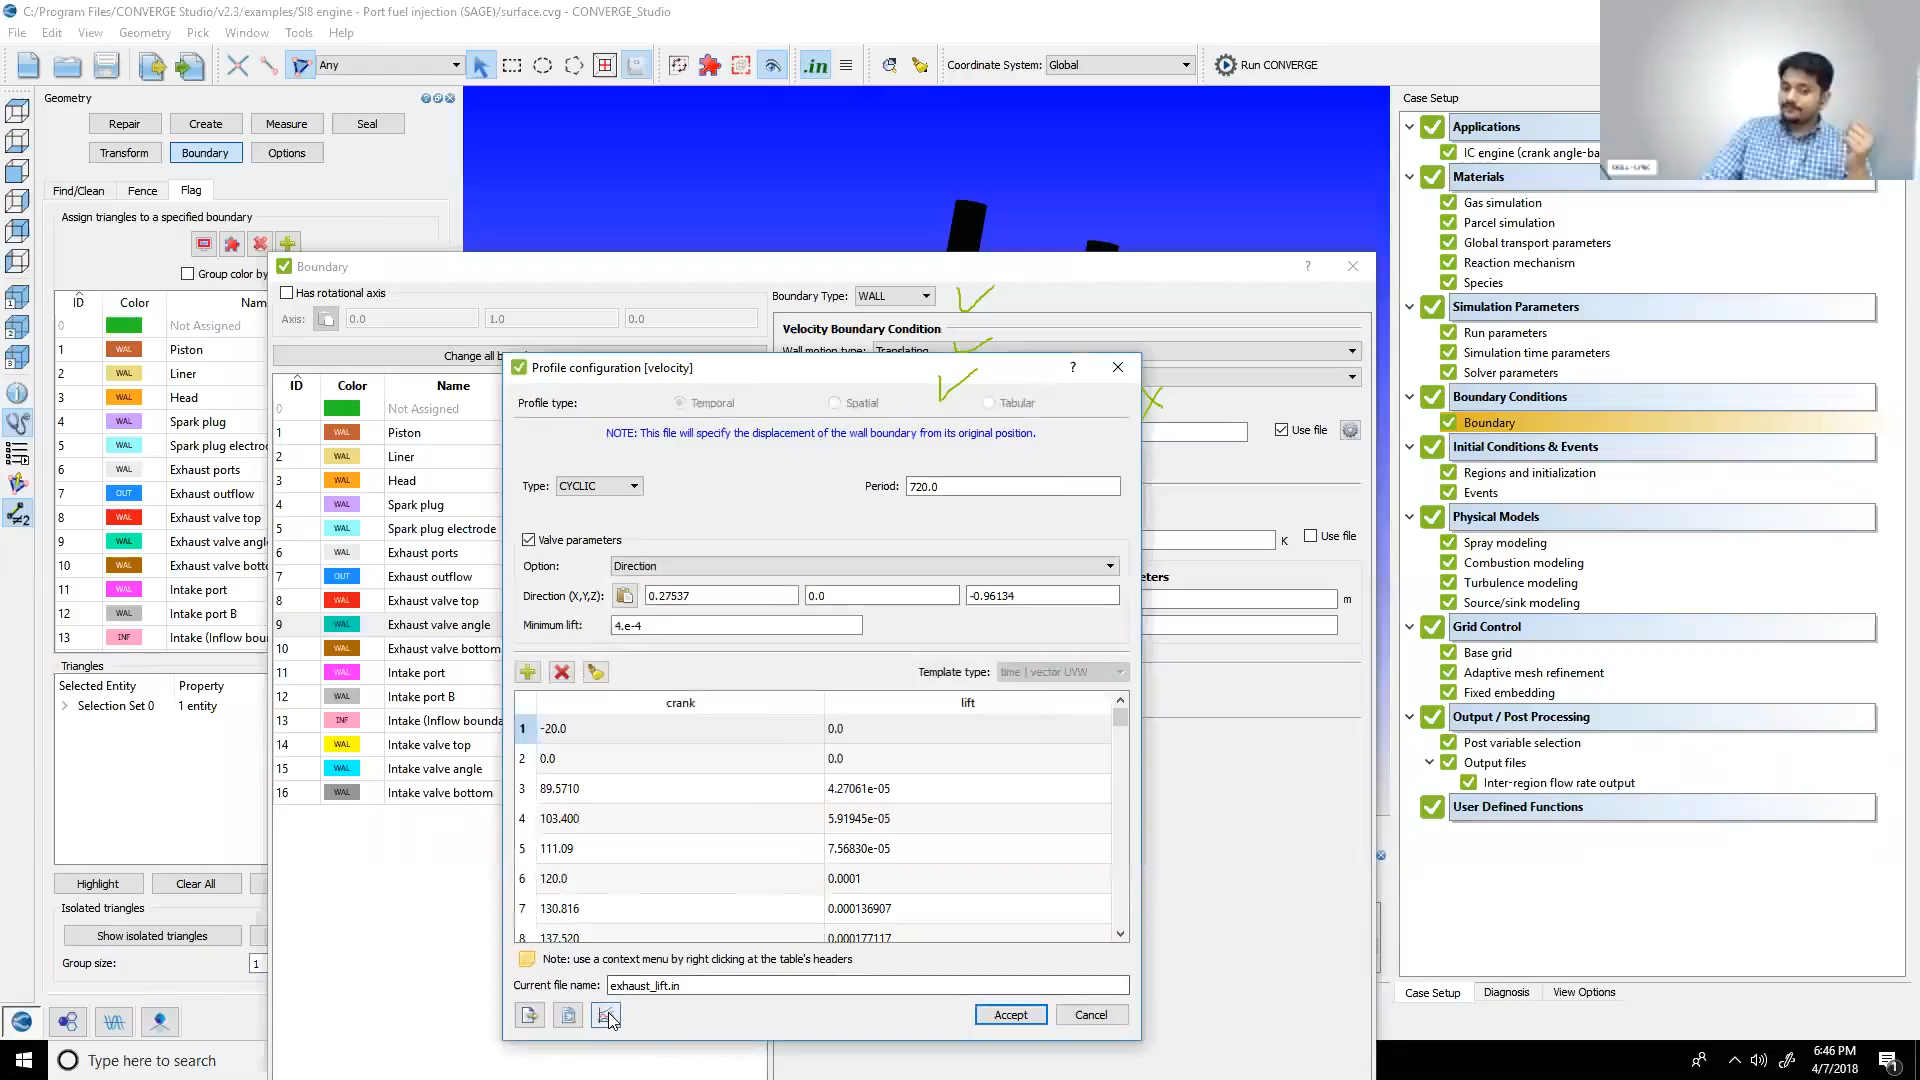 C:/Program Files/CONVERGE Studio/v2.3/examples/SI8 engine - Port fuel injection (SAGE)/surface.cvg - CONVERGE_Studio
File Edit View Geometry Pick Window Tools Help
Any
.in
Coordinate System: Global
Run CONVERGE
Geometry
Repair Create Measure Seal
Transform Boundary Options
Find/Clean Fence Flag
Assign triangles to a specified boundary
Group color by
ID Color Nam
0 Not Assigned
1 WAL Piston
2 WAL Liner
3 WAL Head
4 WAL Spark plug
5 WAL Spark plug electro
6 WAL Exhaust ports
7 OUT Exhaust outflow
8 WAL Exhaust valve top
9 WAL Exhaust valve angl
10 WAL Exhaust valve botto
11 WAL Intake port
12 WAL Intake port B
13 INF Intake (Inflow boun
Triangles
Selected Entity Property
Selection Set 0 1 entity
Highlight Clear All
Isolated triangles
Show isolated triangles
Group size: 1
Boundary
Has rotational axis
Axis: 0.0 1.0 0.0
Change all b
ID Color Name
0 Not Assigned
1 WAL Piston
2 WAL Liner
3 WAL Head
4 WAL Spark plug
5 WAL Spark plug electrode
6 WAL Exhaust ports
7 OUT Exhaust outflow
8 WAL Exhaust valve top
9 WAL Exhaust valve angle
10 WAL Exhaust valve bottom
11 WAL Intake port
12 WAL Intake port B
13 INF Intake (Inflow bounda
14 WAL Intake valve top
15 WAL Intake valve angle
16 WAL Intake valve bottom
Boundary Type: WALL
Velocity Boundary Condition
Wall motion type: Translating
Use file
K Use file
eters
m
Profile configuration [velocity]
Profile type: Temporal Spatial Tabular
NOTE: This file will specify the displacement of the wall boundary from its original position.
Type: CYCLIC Period: 720.0
Valve parameters
Option: Direction
Direction (X,Y,Z): 0.27537 0.0 -0.96134
Minimum lift: 4.e-4
Template type: time | vector UVW
crank lift
1 -20.0 0.0
2 0.0 0.0
3 89.5710 4.27061e-05
4 103.400 5.91945e-05
5 111.09 7.56830e-05
6 120.0 0.0001
7 130.816 0.000136907
8 137.520 0.000177117
Note: use a context menu by right clicking at the table's headers
Current file name: exhaust_lift.in
Accept Cancel
Case Setup
Applications
IC engine (crank angle-ba
Materials
Gas simulation
Parcel simulation
Global transport parameters
Reaction mechanism
Species
Simulation Parameters
Run parameters
Simulation time parameters
Solver parameters
Boundary Conditions
Boundary
Initial Conditions & Events
Regions and initialization
Events
Physical Models
Spray modeling
Combustion modeling
Turbulence modeling
Source/sink modeling
Grid Control
Base grid
Adaptive mesh refinement
Fixed embedding
Output / Post Processing
Post variable selection
Output files
Inter-region flow rate output
User Defined Functions
Case Setup Diagnosis View Options
Type here to search
6:46 PM
4/7/2018